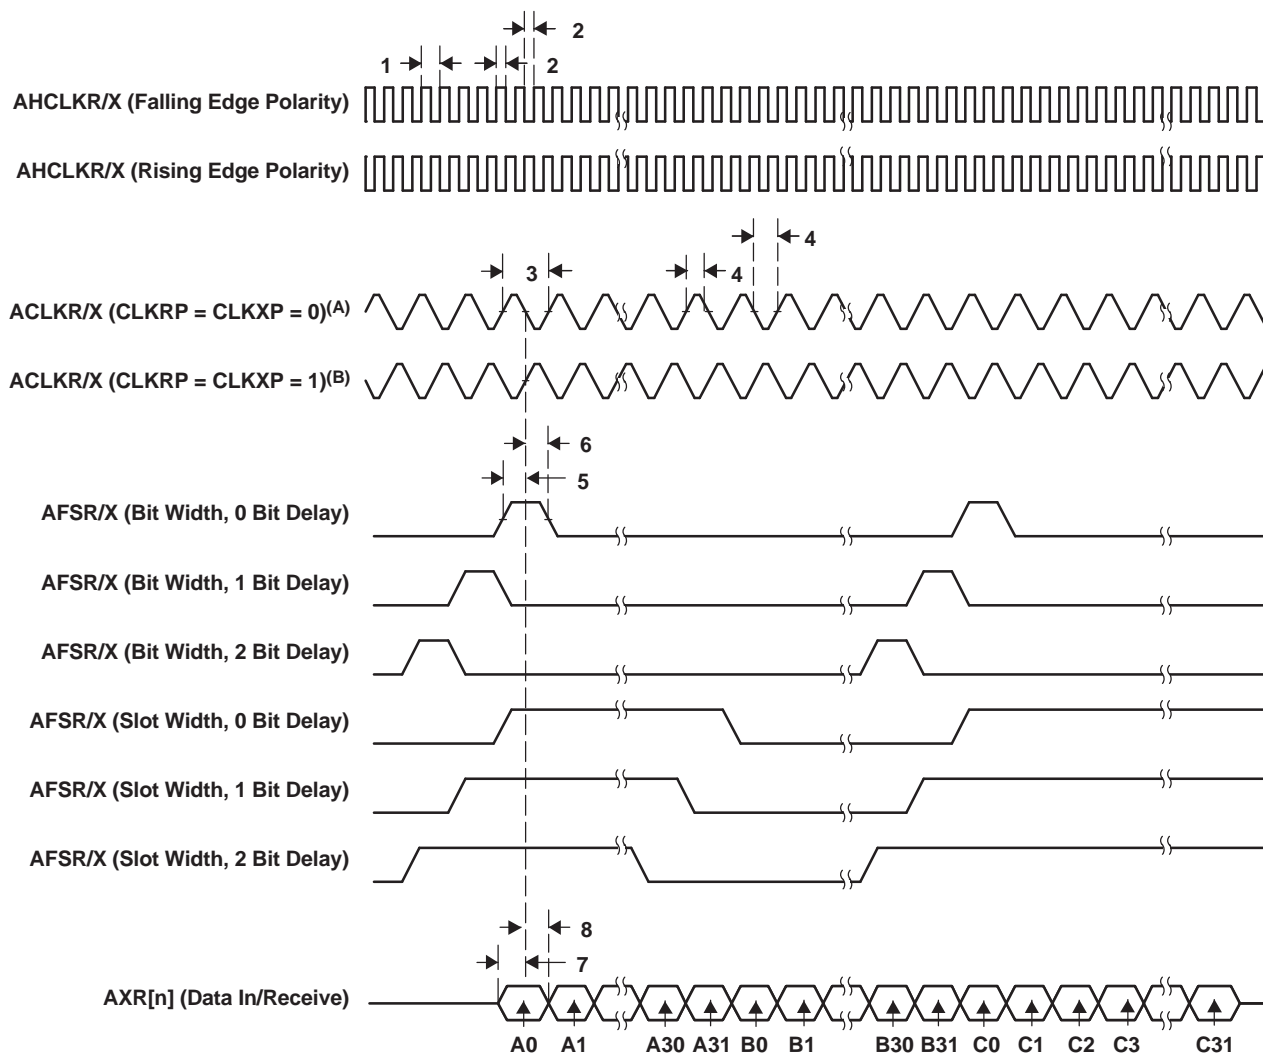 2
1
2
AHCLKR/X (Falling Edge Polarity)
AHCLKR/X (Rising Edge Polarity)
4
3
4
ACLKR/X (CLKRP = CLKXP = 0)(A)
ACLKR/X (CLKRP = CLKXP = 1)(B)
6
5
AFSR/X (Bit Width, 0 Bit Delay)
AFSR/X (Bit Width, 1 Bit Delay)
AFSR/X (Bit Width, 2 Bit Delay)
AFSR/X (Slot Width, 0 Bit Delay)
AFSR/X (Slot Width, 1 Bit Delay)
AFSR/X (Slot Width, 2 Bit Delay)
8
7
AXR[n] (Data In/Receive)
A0 A1 A30 A31 B0 B1 B30 B31 C0 C1 C2 C3 C31